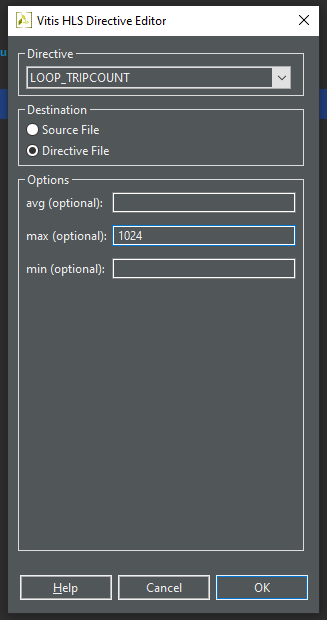 Vitis HLS Directive Editor
Directive
LOOP_TRIPCOUNT
Destination
Source File
Directive File
Options
avg (optional):
max (optional): 1024
min (optional):
Help Cancel OK